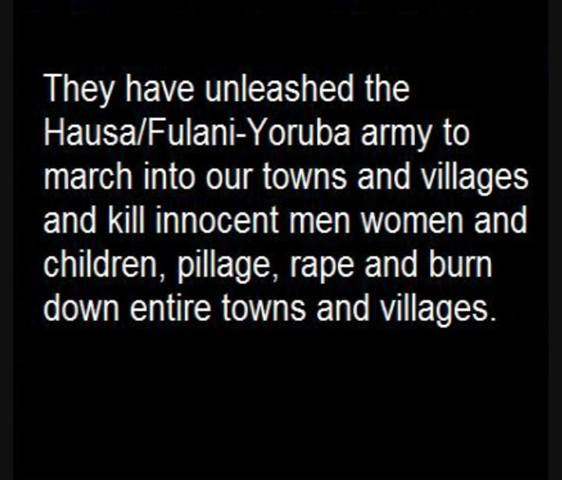 They have unleashed the
Hausa/Fulani-Yoruba army to
march into our towns and villages
and kill innocent men women and
children, pillage, rape and burn
down entire towns and villages.